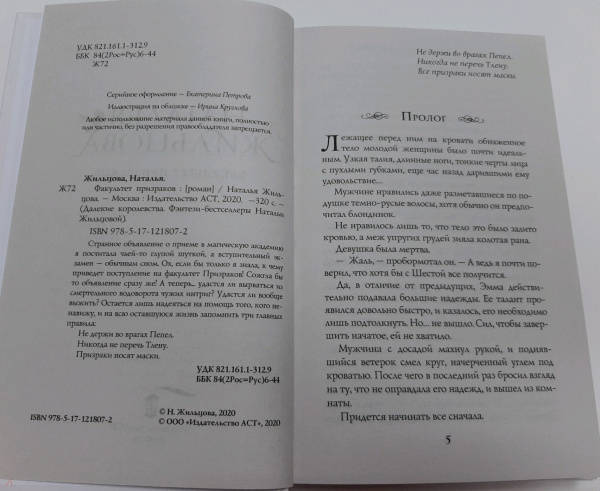 УДК 821.161.1-312.9
ББК 84(2Рос=Рус)6-44
Ж72
Серийное оформление — Екатерина Петрова
Иллюстрация на обложке — Ирина Круглова
Любое использование материала данной книги, полностью
или частично, без разрешения правообладателя запрещается.
Жильцова, Наталья.
Ж72 Факультет призраков : [роман] / Наталья Жиль-
цова. — Москва : Издательство АСТ, 2020. —320 с. —
(Далекие королевства. Фэнтези-бестселлеры Натальи
Жильцовой).
ISBN 978-5-17-121807-2
Странное объявление о приеме в магическую академию
я посчитала чьей-то глупой шуткой, а вступительный эк-
замен — обычным сном. Ох, если бы только я знала, к чему
приведет поступление на факультет Призраков! Сожгла
бы то объявление сразу же! А теперь... удастся ли вырваться из
смертельного водоворота чужих интриг? Удастся ли вообще
выжить? Остается лишь надеяться на помощь того, кого не-
навижу, и на всю оставшуюся жизнь запомнить три главных
правила:
Не держи во врагах Пепел.
Никогда не перечь Тлену.
Призраки носят маски.
УДК 821.161.1-312.9
ББК 84(2Рос=Рус)6-44
ISBN 978-5-17-121807-2
© Н. Жильцова, 2020
© ООО «Издательство АСТ», 2020
Не держи во врагах Пепел.
Никогда не перечь Тлену.
Все призраки носят маски.
Пролог
Лежащее перед ним на кровати обнаженное
тело молодой женщины было почти идеаль-
ным. Узкая талия, длинные ноги, тонкие черты лица
с пухлыми губками, еще час назад дарившими ему
удовольствие...
Мужчине нравились даже разметавшиеся по по-
душке темно-русые волосы, хотя обычно он предпо-
читал блондинок.
Не нравилось лишь то, что тело это было залито
кровью, а меж упругих грудей зияла колотая рана.
Девушка была мертва.
— Жаль, — пробормотал он. — А ведь я почти по-
верил, что хотя бы с Шестой все получится.
Да, в отличие от предыдущих, Эмма действи-
тельно подавала большие надежды. Ее талант про-
явился довольно быстро, и казалось, его необходимо
лишь подтолкнуть. Но... не вышло. Сил, чтобы завер-
шить начатое, ей не хватило.
Мужчина с досадой махнул рукой, и подняв-
шийся ветерок смел круг, начерченный углем под
кроватью. После чего в последний раз бросил взгляд
на ту, что не оправдала его надежд, и вышел из ком-
наты.
Придется начинать все сначала.
5